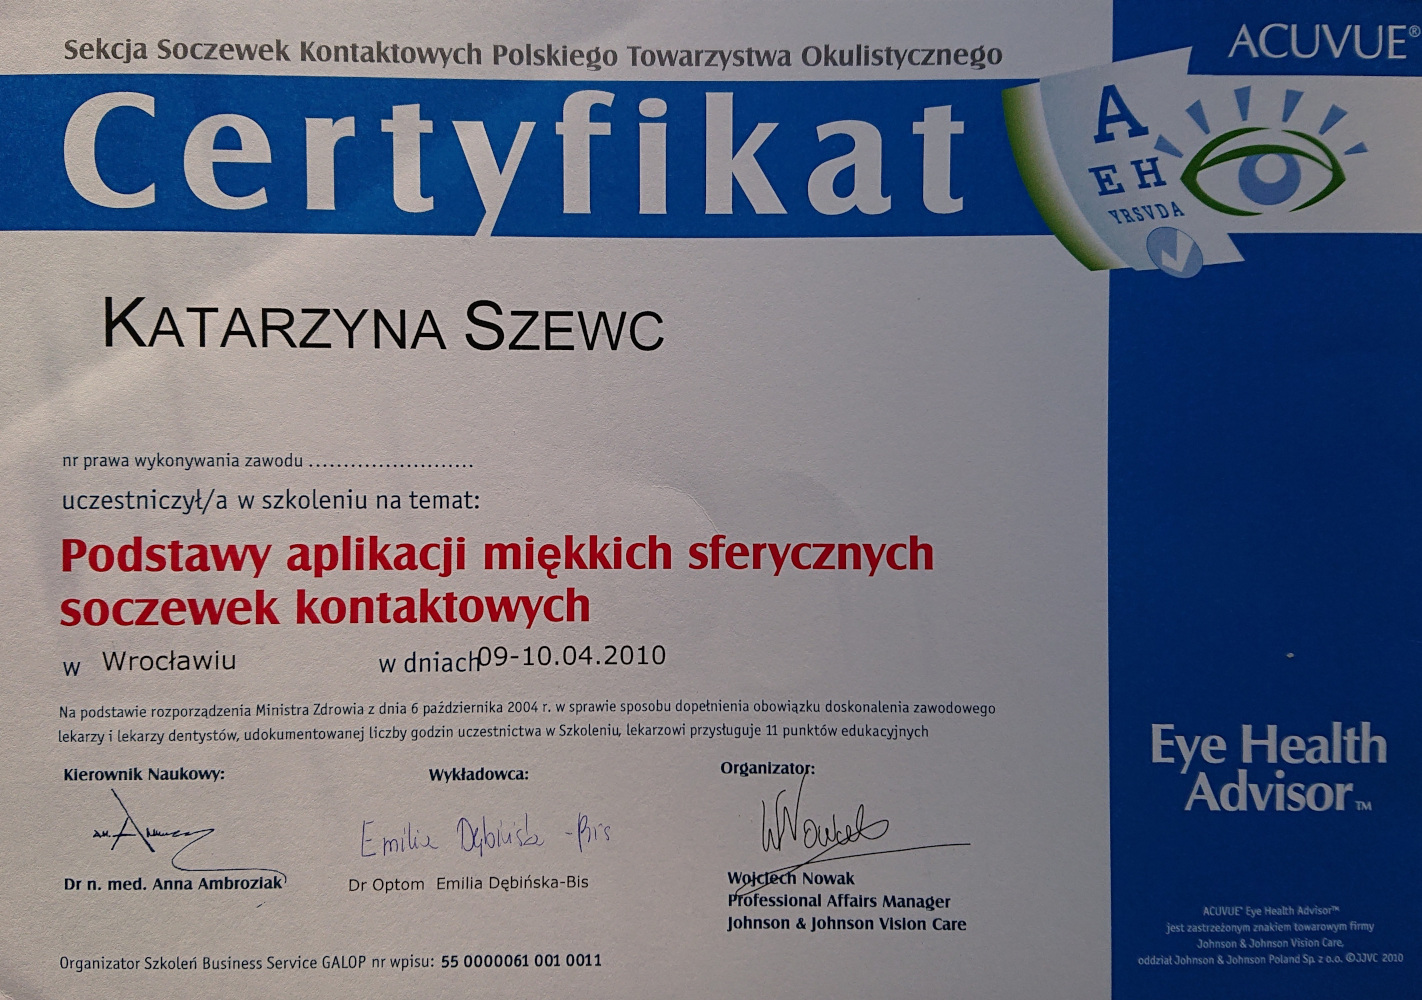 Sekcja Soczewek Kontaktowych Polskiego Towarzystwa Okulistycznego
ACUVUE®
Certyfikat
A
EH
YRSVDA
KATARZYNA SZEWC
nr prawa wykonywania zawodu ........................
uczestniczył/a w szkoleniu na temat:
Podstawy aplikacji miękkich sferycznych
soczewek kontaktowych
w Wrocławiu w dniach 09-10.04.2010
Na podstawie rozporządzenia Ministra Zdrowia z dnia 6 października 2004 r. w sprawie sposobu dopełnienia obowiązku doskonalenia zawodowego
lekarzy i lekarzy dentystów, udokumentowanej liczby godzin uczestnictwa w Szkoleniu, lekarzowi przysługuje 11 punktów edukacyjnych
Kierownik Naukowy: Wykładowca: Organizator:
Emilia Dębińska-Bis
WNowak
Dr n. med. Anna Ambroziak Dr Optom Emilia Dębińska-Bis Wojciech Nowak
Professional Affairs Manager
Johnson & Johnson Vision Care
Organizator Szkoleń Business Service GALOP nr wpisu: 55 0000061 001 0011
Eye Health
Advisor™
ACUVUE® Eye Health Advisor™
jest zastrzeżonym znakiem towarowym firmy
Johnson & Johnson Vision Care,
oddział Johnson & Johnson Poland Sp. z o.o. ©JJVC 2010